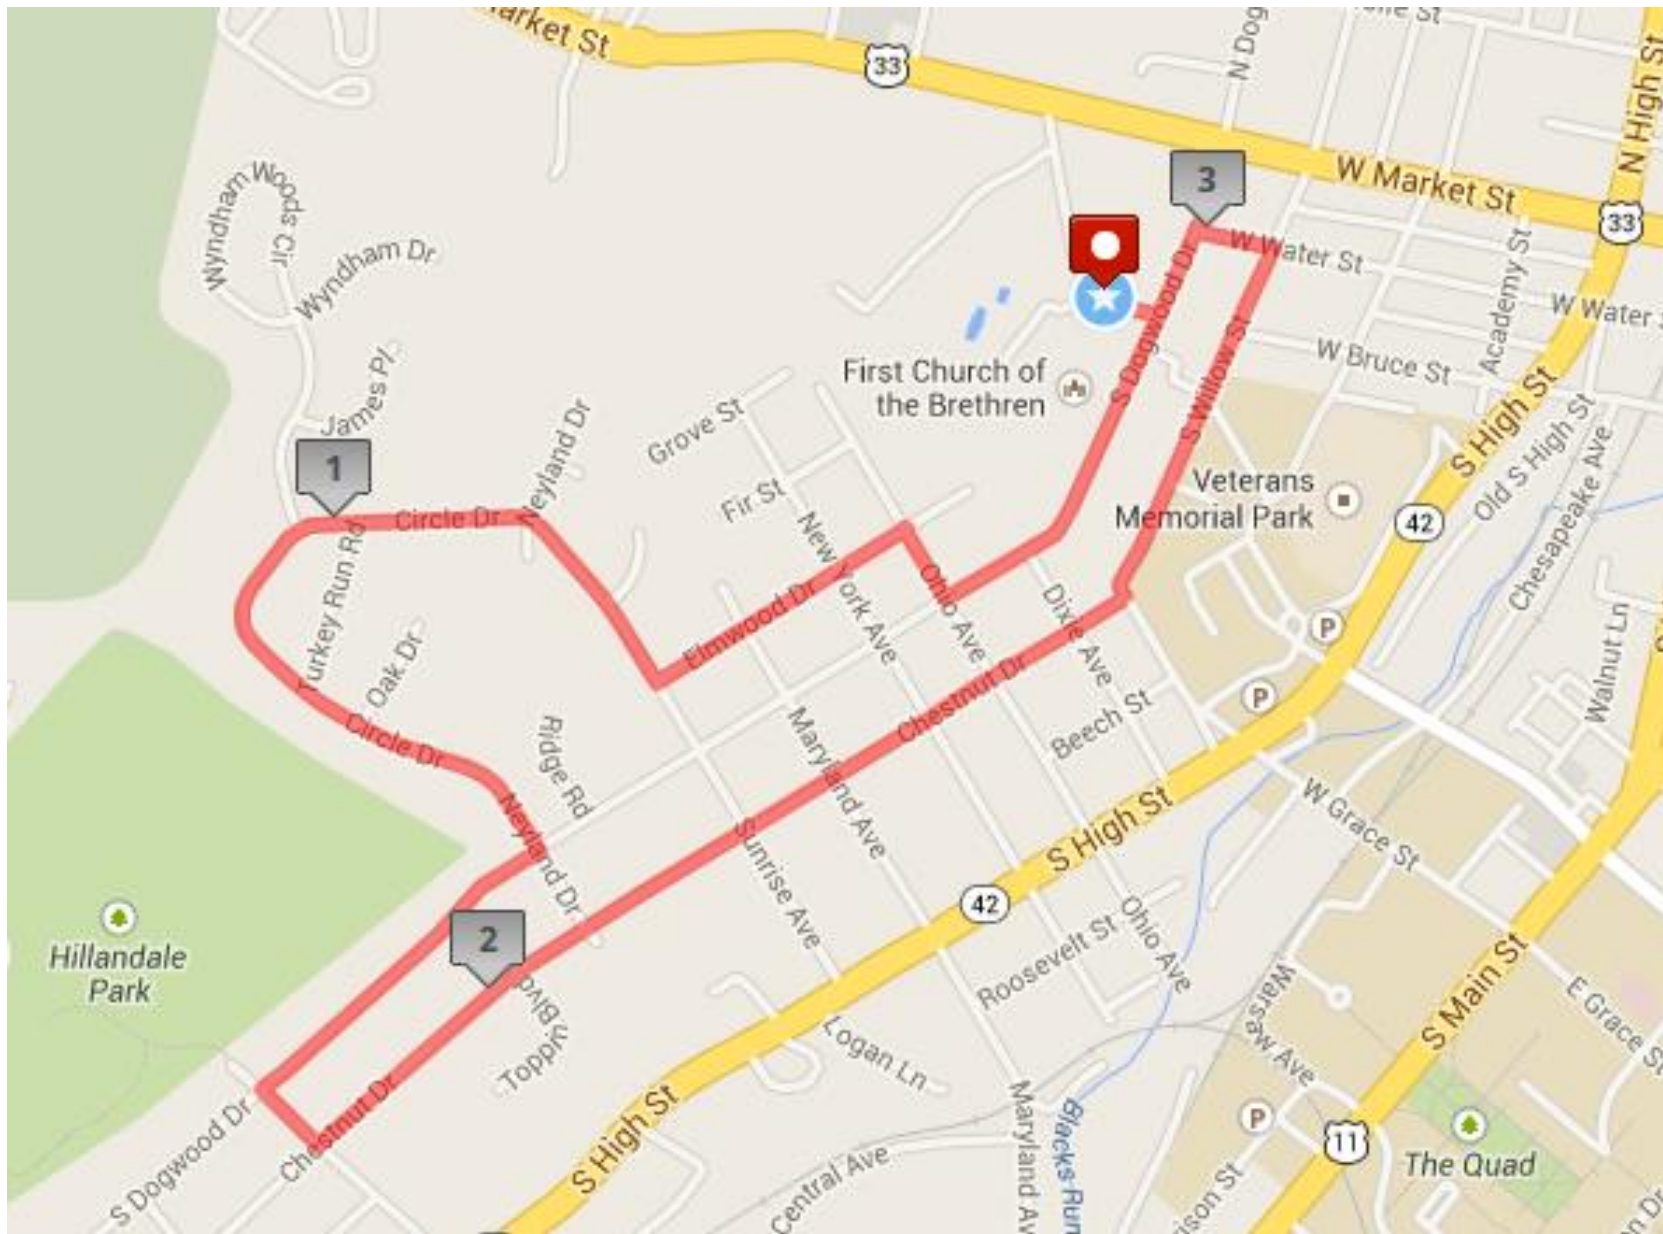 Market St
33
N Dog
N High St
W Market St
33
3
W Water St
W Water
Academy St
W Bruce St
S High St
Old S High St
Chesapeake Ave
Wyndham Woods Cir
Wyndham Dr
James Pl
S Dogwood Dr
S Willow St
First Church of
the Brethren
Grove St
Neyland Dr
Fir St
Veterans
Memorial Park
42
1
Circle Dr
Turkey Run Rd
New York Ave
Ohio Ave
Elmwood Dr
Dixie Ave
Oak Dr
P
Walnut Ln
Circle Dr
Ridge Rd
Chestnut Dr
Beech St
P
Maryland Ave
Neyland Dr
Sunrise Ave
S High St
W Grace St
42
Ohio Ave
Roosevelt St
2
Hillandale
Park
Toppin Blvd
Logan Ln
Warsaw Ave
S Main St
E Grace St
S Dogwood Dr
Chestnut Dr
S High St
Central Ave
Maryland Av
Blacks Run
P
11
The Quad
ison St
n Dr